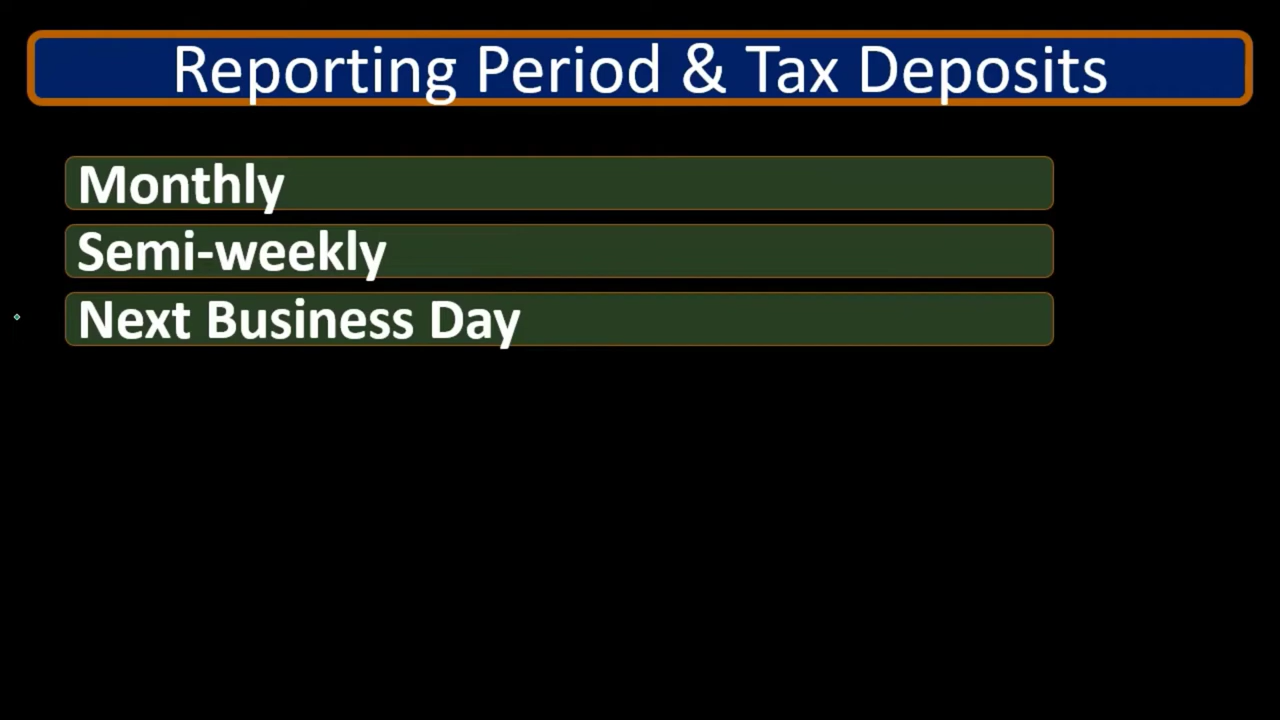 Reporting Period & Tax Deposits
Monthly
Semi-weekly
Next Business Day